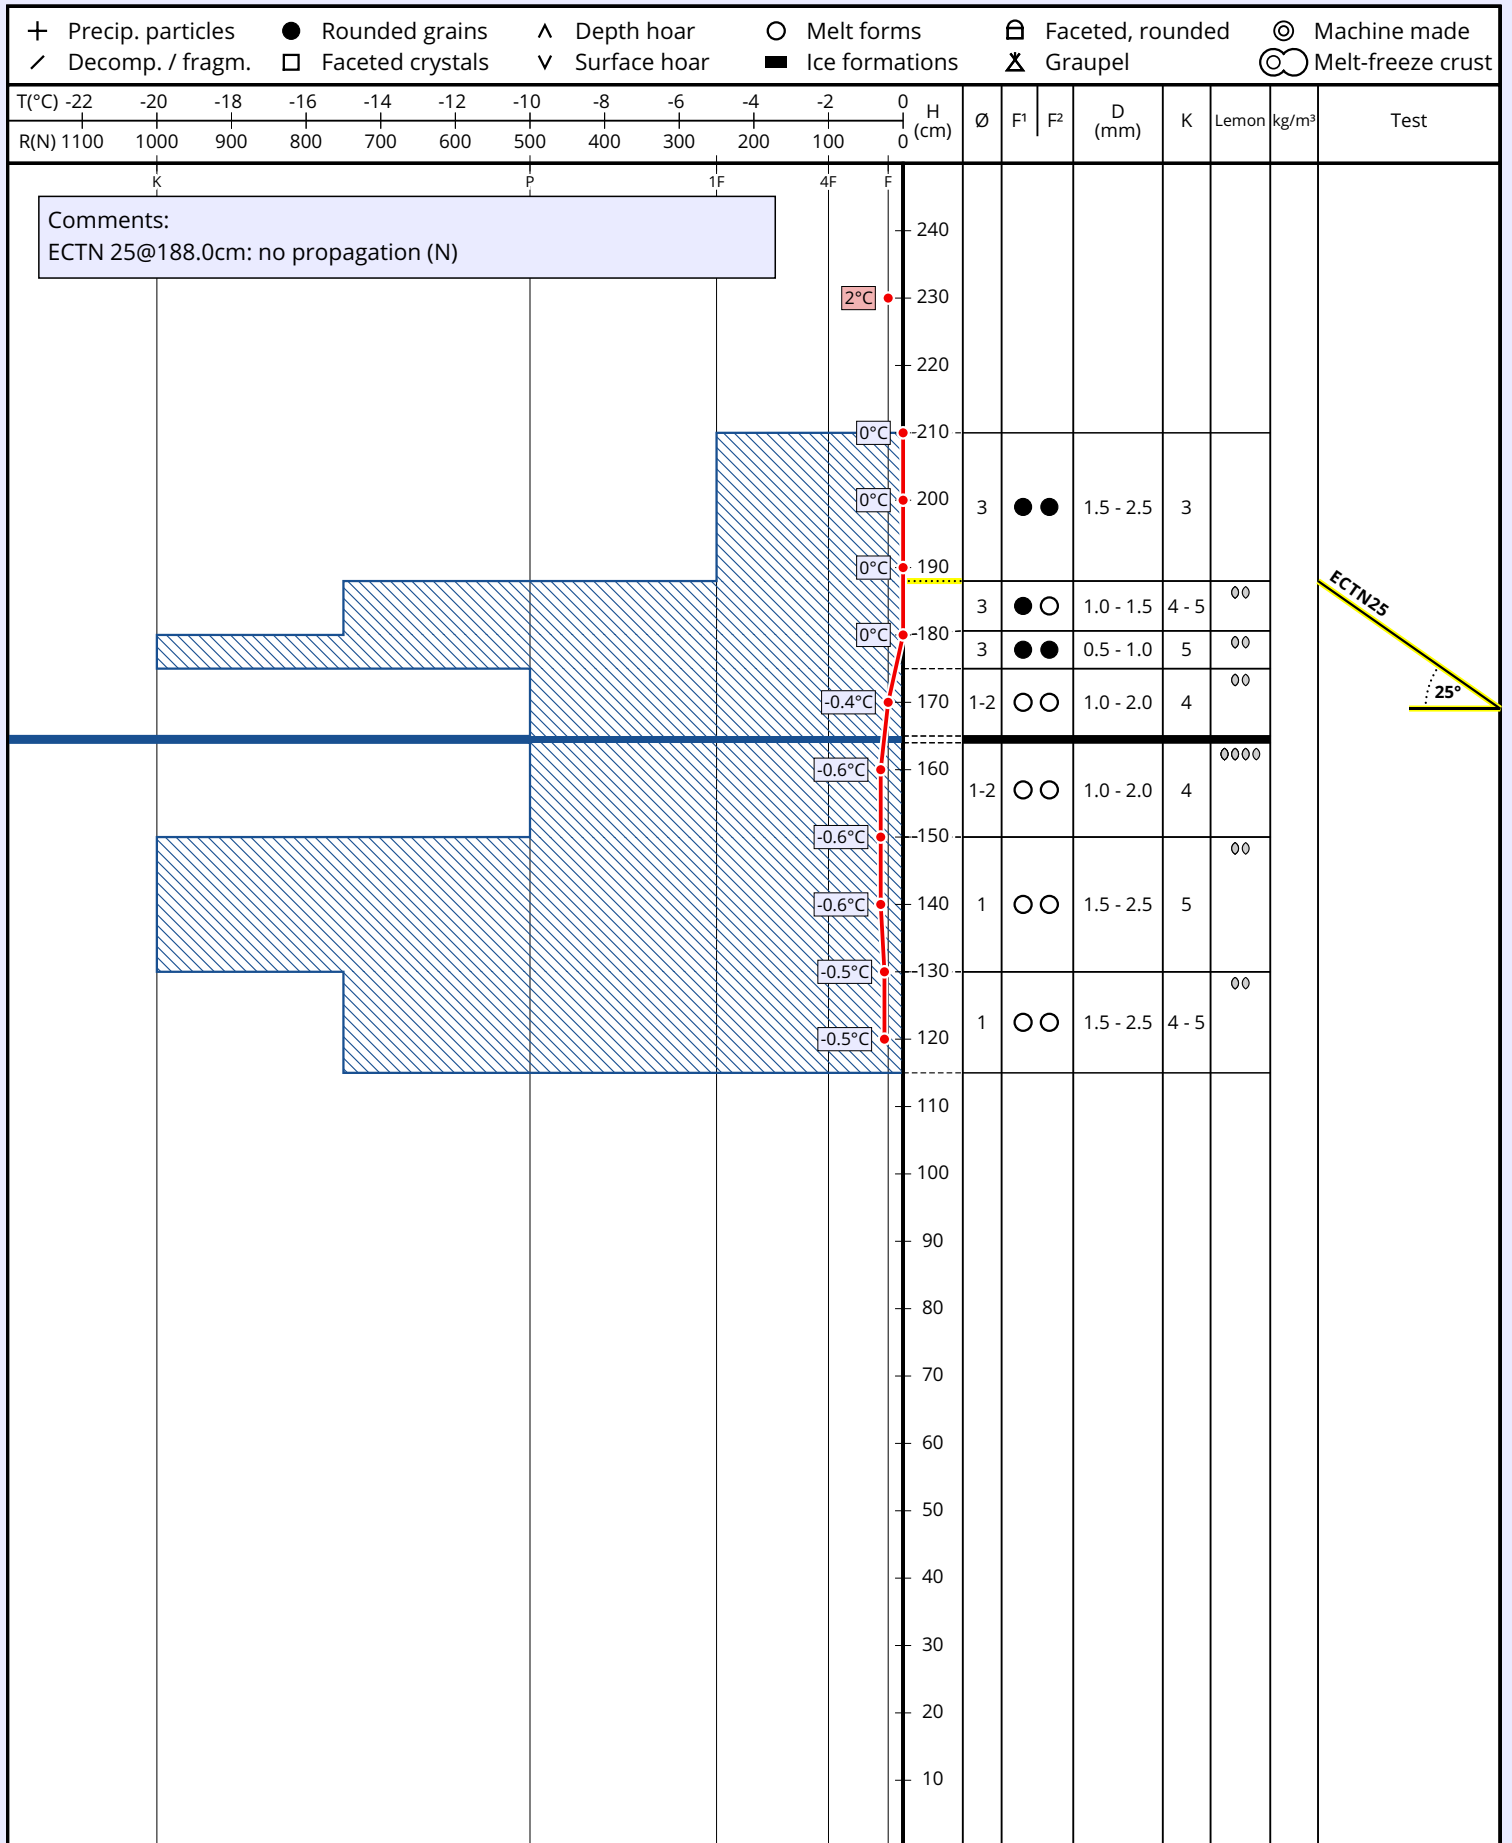 Precip. particles Rounded grains Depth hoar Melt forms Faceted, rounded Machine made
Decomp. / fragm. Faceted crystals Surface hoar Ice formations Graupel Melt-freeze crust
T(°C) -22 -20 -18 -16 -14 -12 -10 -8 -6 -4 -2 0
R(N) 1100 1000 900 800 700 600 500 400 300 200 100 0
H (cm) Ø F¹ F² D (mm) K Lemon kg/m³ Test
K P 1F 4F F
Comments:
ECTN 25@188.0cm: no propagation (N)
240
2°C 230
220
0°C 210
0°C 200
3 1.5 - 2.5 3
0°C 190
ECTN25
3 1.0 - 1.5 4 - 5
0°C 180
3 0.5 - 1.0 5
25°
-0.4°C 170 1-2 1.0 - 2.0 4
-0.6°C 160
1-2 1.0 - 2.0 4
-0.6°C 150
-0.6°C 140 1 1.5 - 2.5 5
-0.5°C 130
1 1.5 - 2.5 4 - 5
-0.5°C 120
110
100
90
80
70
60
50
40
30
20
10